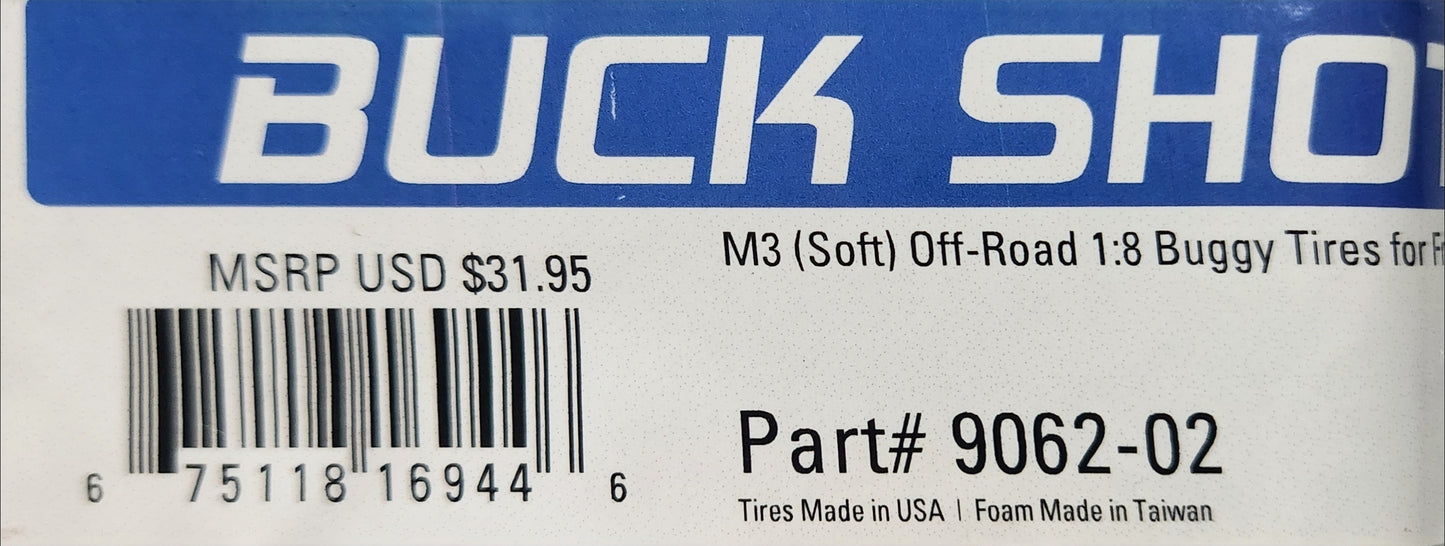 BUCK SHOT
M3 (Soft) Off-Road 1:8 Buggy Tires for
MSRP USD $31.95
6 75118 16944 6
Part# 9062-02
Tires Made in USA | Foam Made in Taiwan